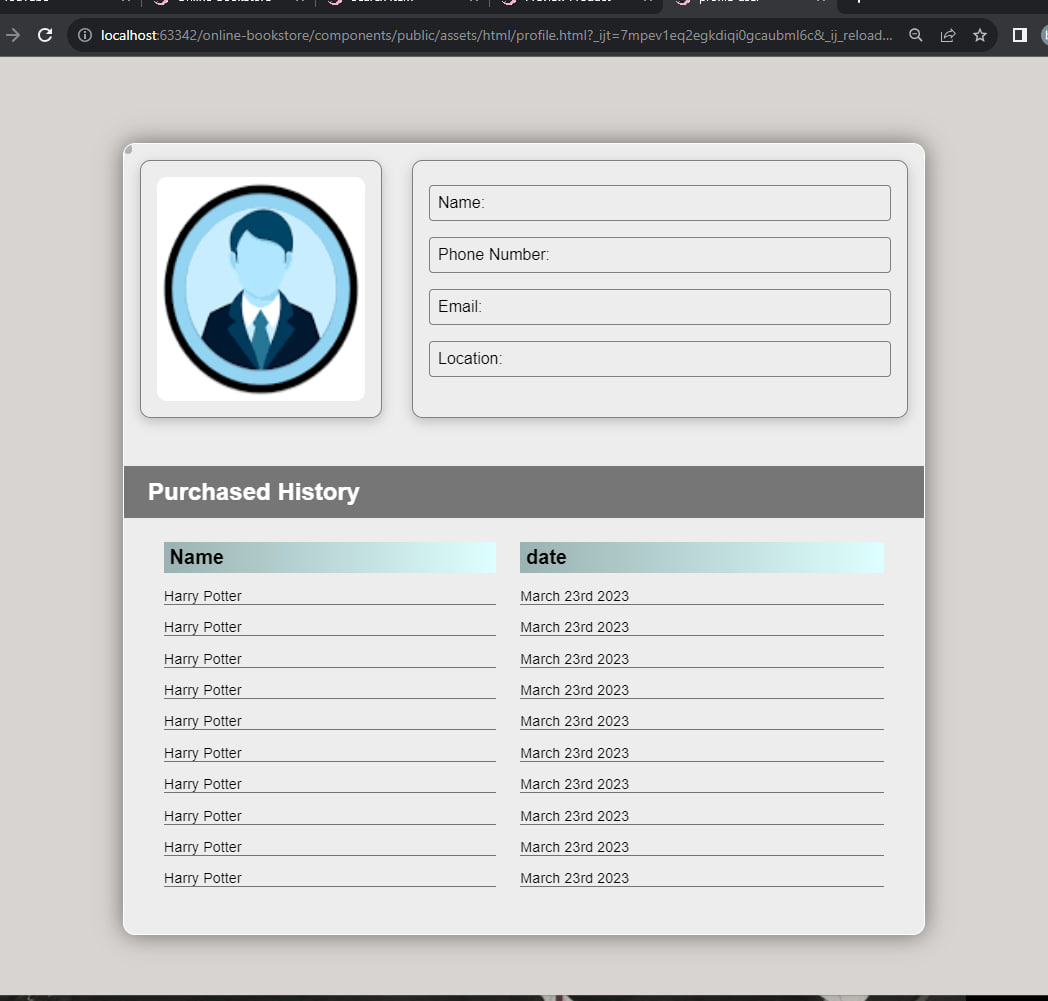 localhost:63342/online-bookstore/components/public/assets/html/profile.html?_ijt=7mpev1eq2egkdiqi0gcaubml6c&_ij_reload...
Name:
Phone Number:
Email:
Location:
Purchased History
Name date
Harry Potter March 23rd 2023
Harry Potter March 23rd 2023
Harry Potter March 23rd 2023
Harry Potter March 23rd 2023
Harry Potter March 23rd 2023
Harry Potter March 23rd 2023
Harry Potter March 23rd 2023
Harry Potter March 23rd 2023
Harry Potter March 23rd 2023
Harry Potter March 23rd 2023